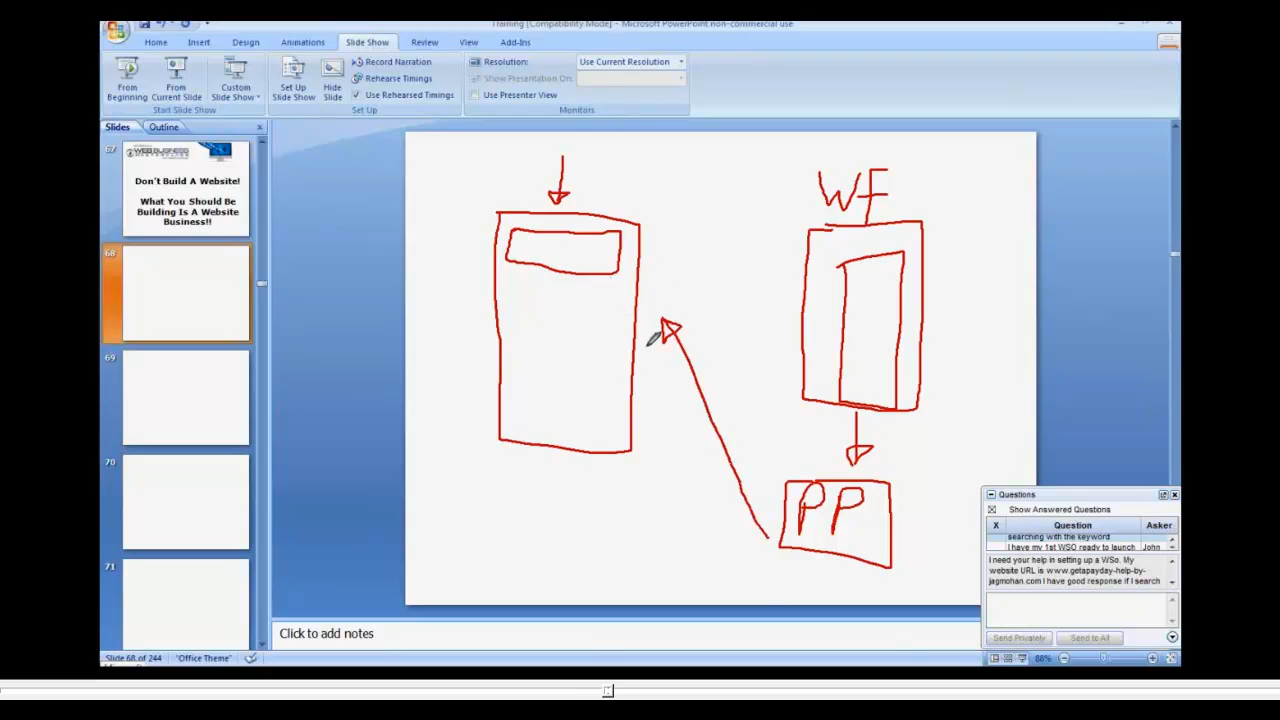 Training [Compatibility Mode] - Microsoft PowerPoint non-commercial use
Home Insert Design Animations Slide Show Review View Add-Ins
From Beginning
From Current Slide
Custom Slide Show
Start Slide Show
Set Up Slide Show
Hide Slide
Record Narration
Rehearse Timings
Use Rehearsed Timings
Set Up
Resolution: Use Current Resolution
Show Presentation On:
Use Presenter View
Monitors
Slides Outline
67
WEB BUSINESS
Don't Build A Website!
What You Should Be
Building Is A Website
Business!!
68
69
70
71
WF
PP
Questions
Show Answered Questions
X Question Asker
searching with the keyword
I have my 1st WSO ready to launch John
I need your help in setting up a WSo. My
website URL is www.getapayday-help-by-
jagmohan.com I have good response if I search
Send Privately Send to All
Click to add notes
Slide 68 of 244 "Office Theme" 88%